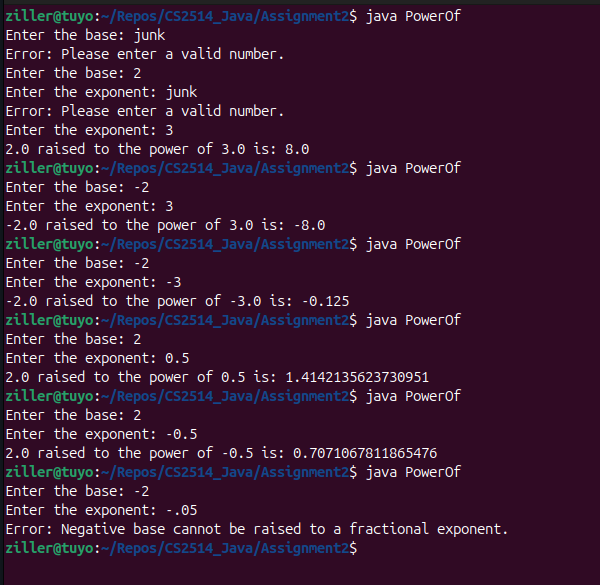 ziller@tuyo:~/Repos/CS2514_Java/Assignment2$ java PowerOf
Enter the base: junk
Error: Please enter a valid number.
Enter the base: 2
Enter the exponent: junk
Error: Please enter a valid number.
Enter the exponent: 3
2.0 raised to the power of 3.0 is: 8.0
ziller@tuyo:~/Repos/CS2514_Java/Assignment2$ java PowerOf
Enter the base: -2
Enter the exponent: 3
-2.0 raised to the power of 3.0 is: -8.0
ziller@tuyo:~/Repos/CS2514_Java/Assignment2$ java PowerOf
Enter the base: -2
Enter the exponent: -3
-2.0 raised to the power of -3.0 is: -0.125
ziller@tuyo:~/Repos/CS2514_Java/Assignment2$ java PowerOf
Enter the base: 2
Enter the exponent: 0.5
2.0 raised to the power of 0.5 is: 1.4142135623730951
ziller@tuyo:~/Repos/CS2514_Java/Assignment2$ java PowerOf
Enter the base: 2
Enter the exponent: -0.5
2.0 raised to the power of -0.5 is: 0.7071067811865476
ziller@tuyo:~/Repos/CS2514_Java/Assignment2$ java PowerOf
Enter the base: -2
Enter the exponent: -.05
Error: Negative base cannot be raised to a fractional exponent.
ziller@tuyo:~/Repos/CS2514_Java/Assignment2$